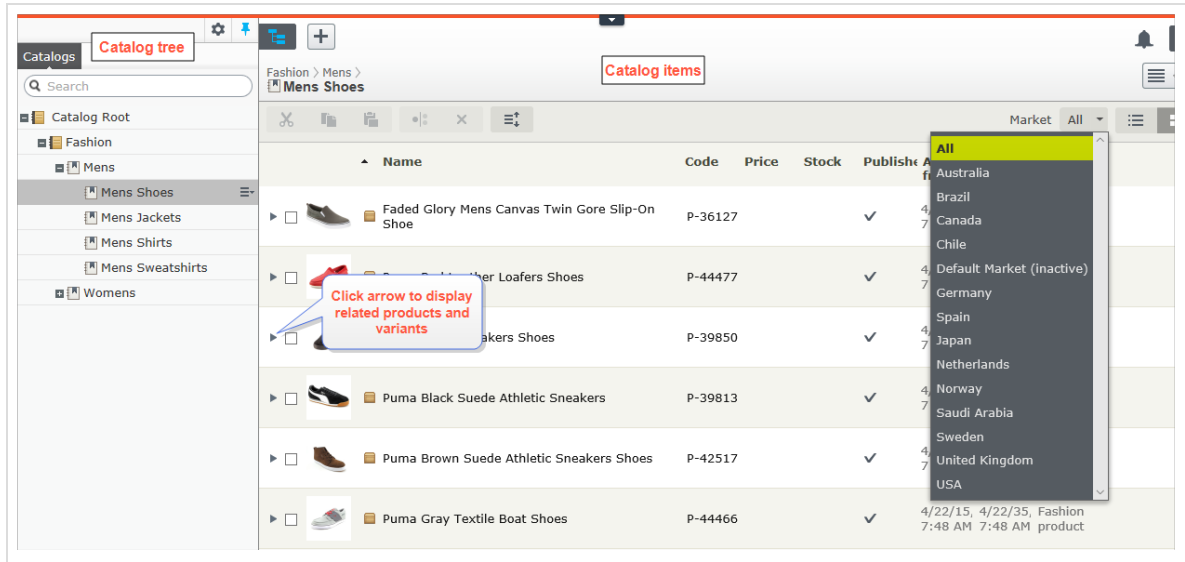 Catalog tree
Catalogs
Search
Catalog Root
Fashion
Mens
Mens Shoes
Mens Jackets
Mens Shirts
Mens Sweatshirts
Womens
Catalog items
Fashion > Mens >
Mens Shoes
Market All
Name Code Price Stock Publishe
Faded Glory Mens Canvas Twin Gore Slip-On
Shoe
P-36127
Loafers Shoes P-44477
Click arrow to display
related products and
variants
Shoes P-39850
Puma Black Suede Athletic Sneakers P-39813
Puma Brown Suede Athletic Sneakers Shoes P-42517
Puma Gray Textile Boat Shoes P-44466
4/22/15, 4/22/35, Fashion
7:48 AM 7:48 AM product
All
Australia
Brazil
Canada
Chile
Default Market (inactive)
Germany
Spain
Japan
Netherlands
Norway
Saudi Arabia
Sweden
United Kingdom
USA